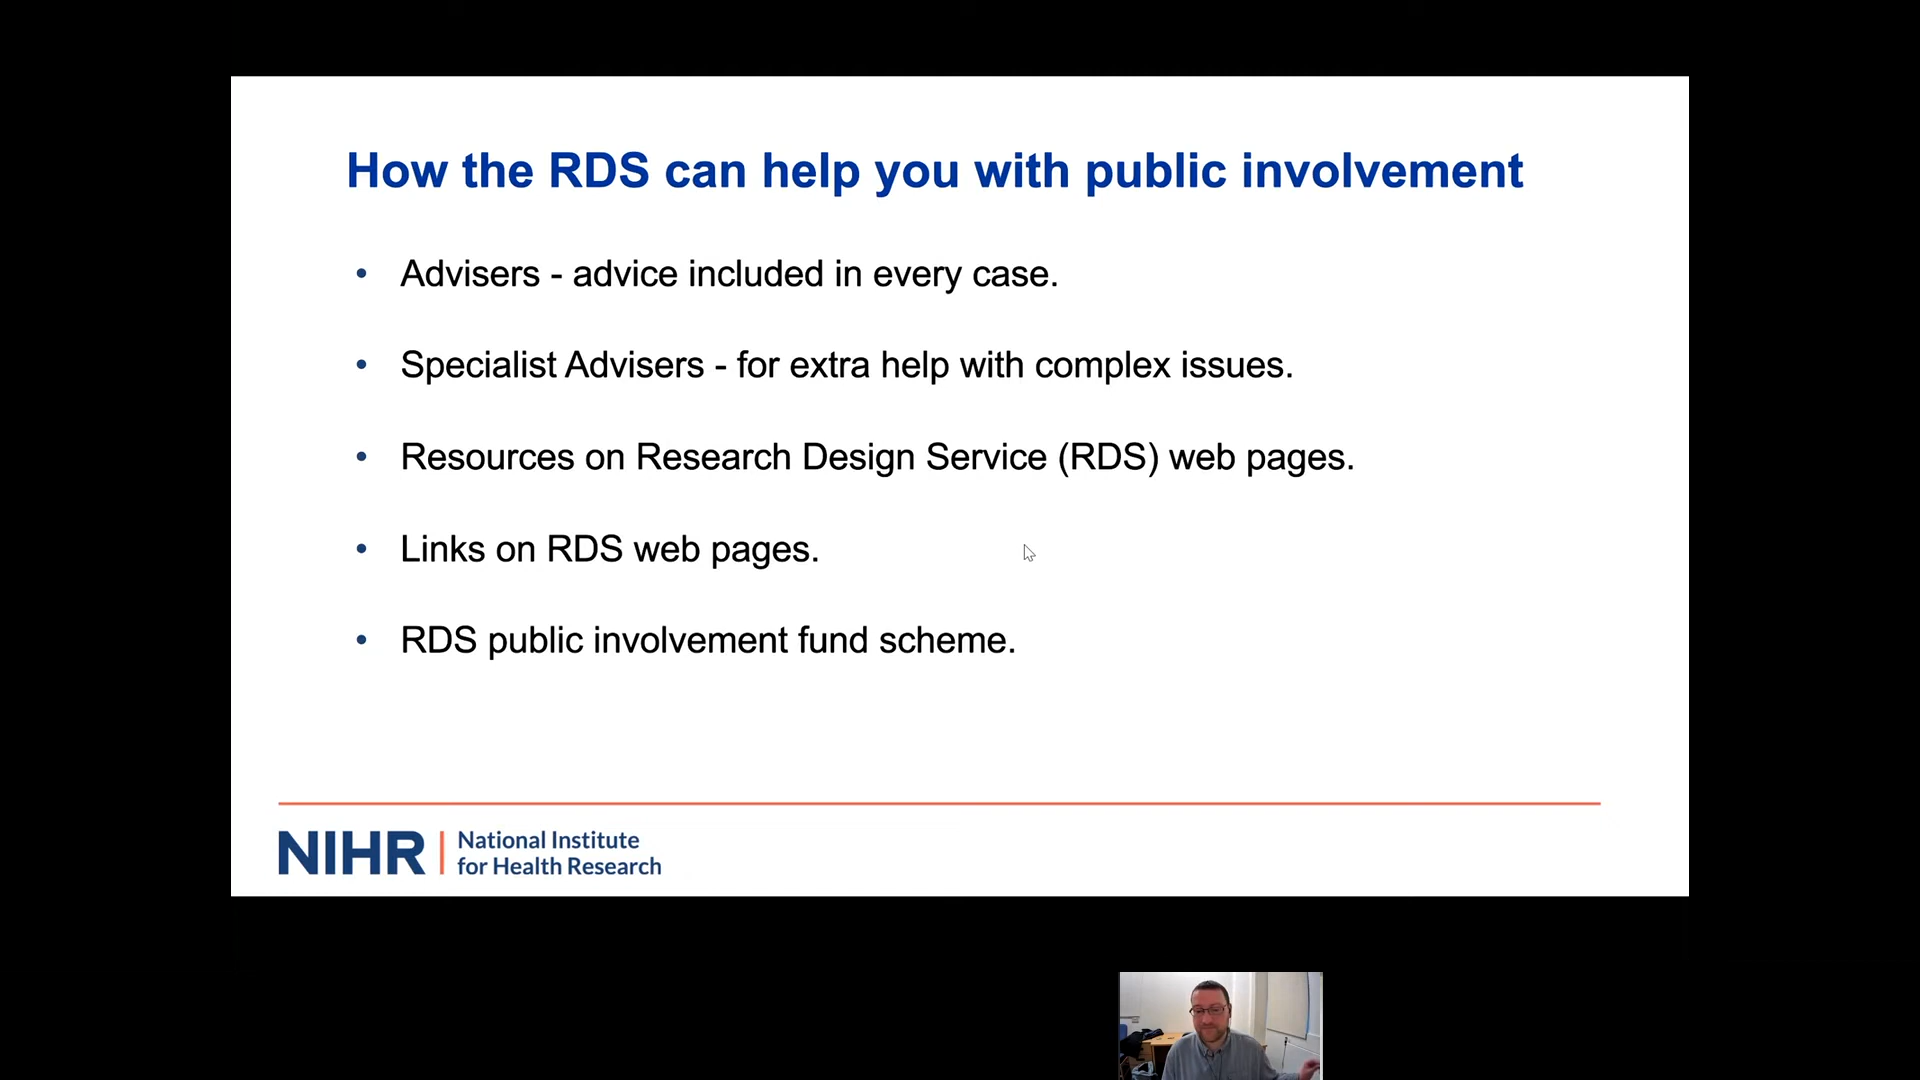 How the RDS can help you with public involvement
• Advisers - advice included in every case.
• Specialist Advisers - for extra help with complex issues.
• Resources on Research Design Service (RDS) web pages.
• Links on RDS web pages.
• RDS public involvement fund scheme.
NIHR | National Institute
for Health Research